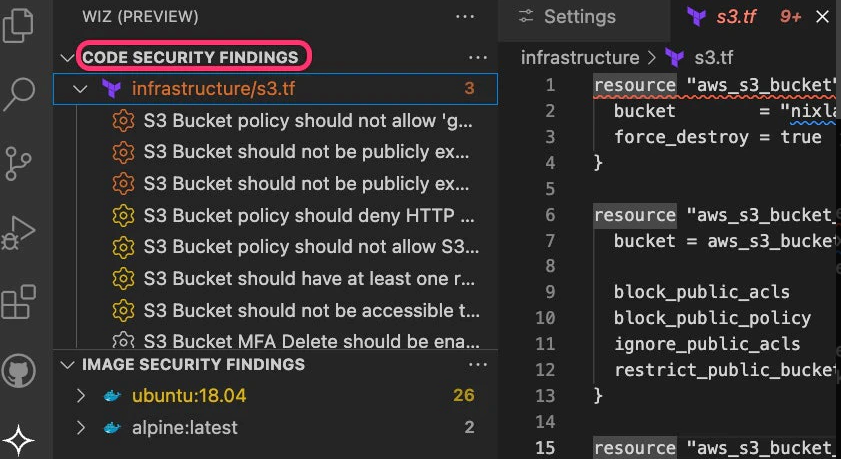 WIZ (PREVIEW)
CODE SECURITY FINDINGS
infrastructure/s3.tf 3
S3 Bucket policy should not allow 'g...
S3 Bucket should not be publicly ex...
S3 Bucket should not be publicly ex...
S3 Bucket policy should deny HTTP ...
S3 Bucket policy should not allow S3...
S3 Bucket should have at least one r...
S3 Bucket should not be accessible t...
S3 Bucket MFA Delete should be ena...
IMAGE SECURITY FINDINGS
ubuntu:18.04 26
alpine:latest 2
Settings s3.tf 9+
infrastructure > s3.tf
1 resource "aws_s3_bucket"
2 bucket = "nixla
3 force_destroy = true
4 }
5
6 resource "aws_s3_bucket_
7 bucket = aws_s3_bucket
8
9 block_public_acls
10 block_public_policy
11 ignore_public_acls
12 restrict_public_bucket
13 }
14
15 resource "aws_s3_bucket_